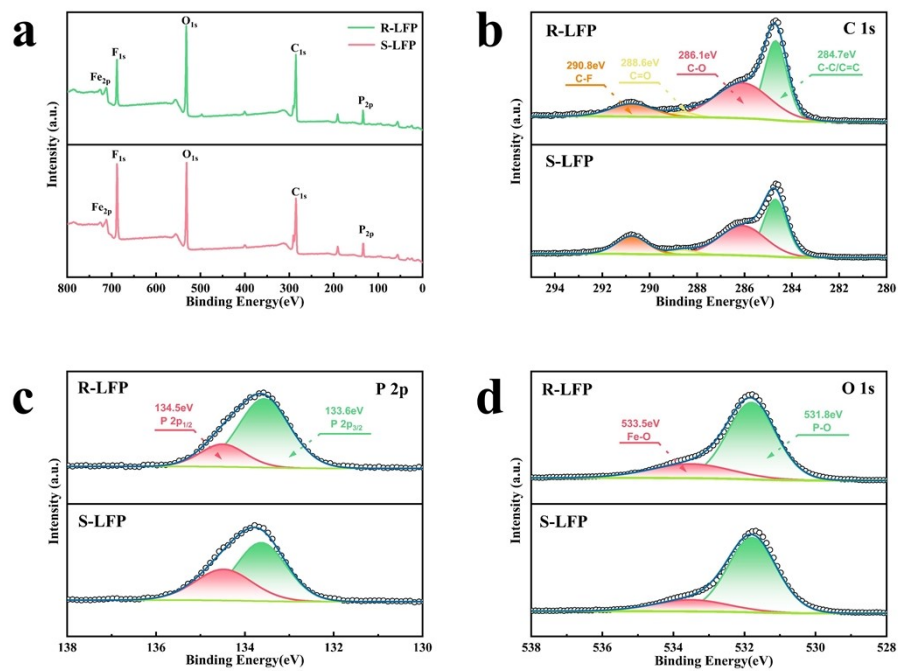 a
R-LFP
S-LFP
O1s
F1s
C1s
Fe2p
P2p
F1s
O1s
C1s
Fe2p
P2p
Intensity (a.u.)
800 700 600 500 400 300 200 100 0
Binding Energy(eV)
b
R-LFP
C 1s
290.8eV
C-F
288.6eV
C=O
286.1eV
C-O
284.7eV
C-C/C=C
S-LFP
Intensity (a.u.)
294 292 290 288 286 284 282 280
Binding Energy(eV)
c
R-LFP
P 2p
134.5eV
P 2p1/2
133.6eV
P 2p3/2
S-LFP
Intensity (a.u.)
138 136 134 132 130
Binding Energy(eV)
d
R-LFP
O 1s
533.5eV
Fe-O
531.8eV
P-O
S-LFP
Intensity (a.u.)
538 536 534 532 530 528
Binding Energy(eV)